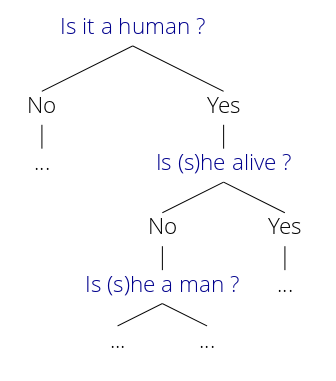 Is it a human ?
No Yes
... Is (s)he alive ?
No Yes
Is (s)he a man ? ...
... ...